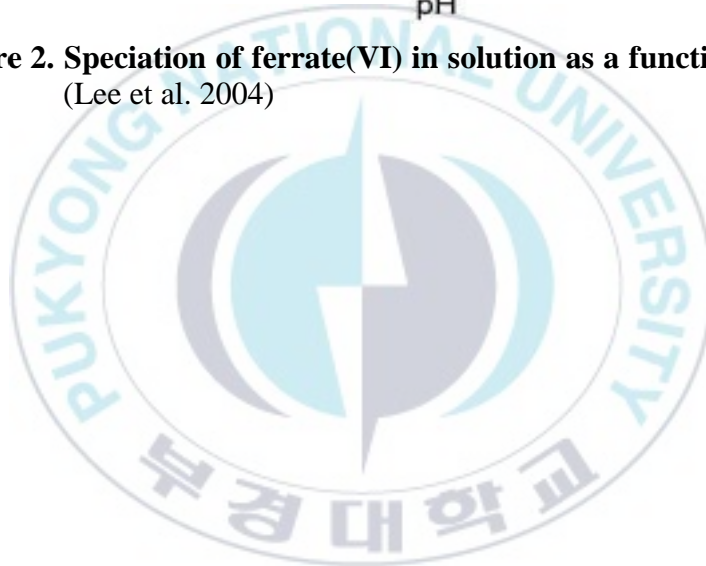 pH
re 2. Speciation of ferrate(VI) in solution as a functi
(Lee et al. 2004)
PUKYONG NATIONAL UNIVERSITY
부경대학교